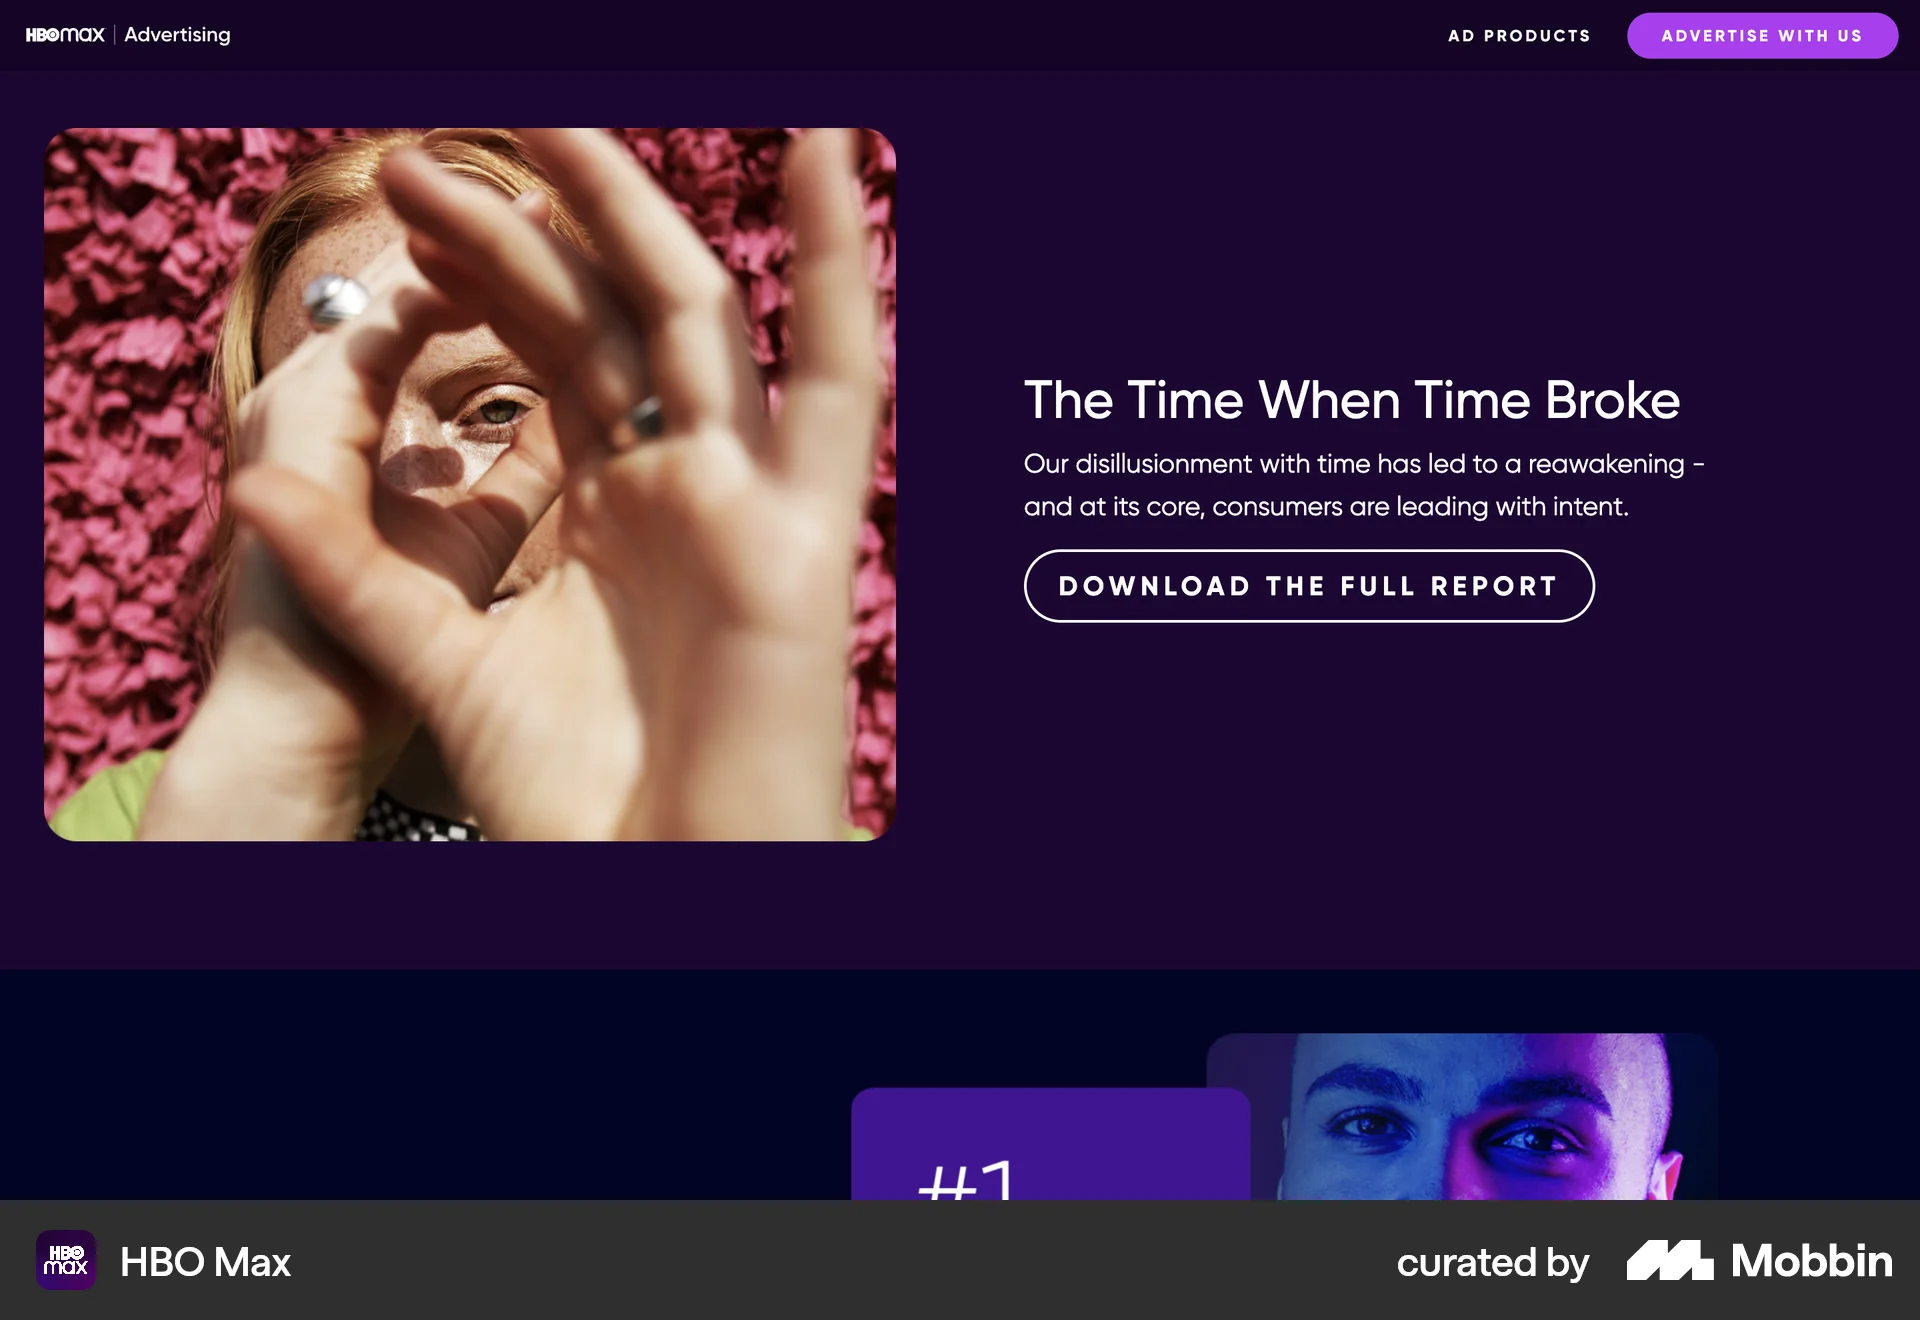 HBO max | Advertising
AD PRODUCTS
ADVERTISE WITH US
The Time When Time Broke
Our disillusionment with time has led to a reawakening -
and at its core, consumers are leading with intent.
DOWNLOAD THE FULL REPORT
#1
HBO max
HBO Max
curated by
Mobbin